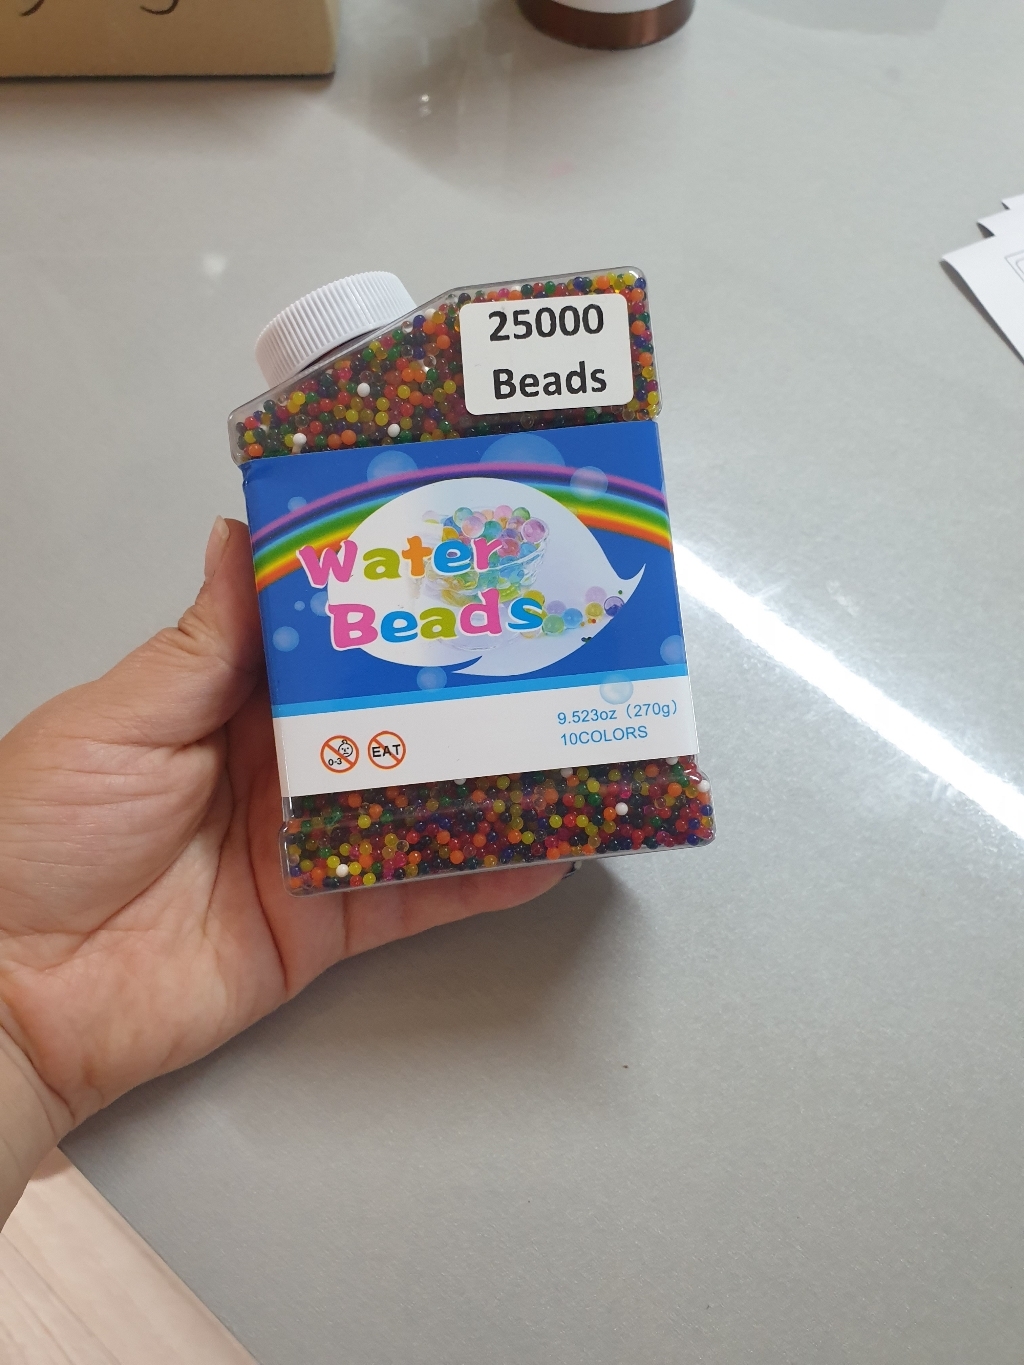 25000
Beads
Water
Beads
9.523oz（270g）
10COLORS
0-3
EAT